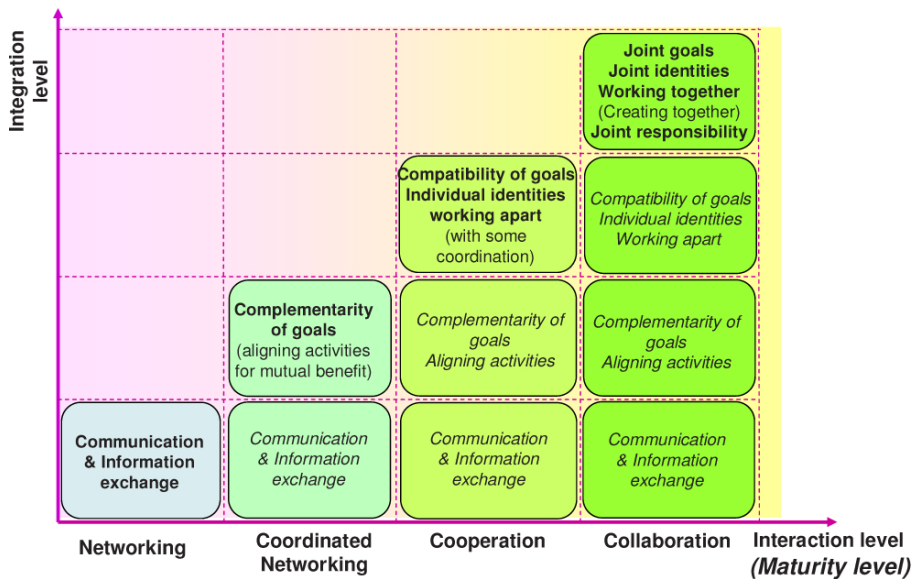 Integration
level
Joint goals
Joint identities
Working together
(Creating together)
Joint responsibility
Compatibility of goals
Individual identities
working apart
(with some
coordination)
Compatibility of goals
Individual identities
Working apart
Complementarity
of goals
(aligning activities
for mutual benefit)
Complementarity of
goals
Aligning activities
Complementarity of
goals
Aligning activities
Communication
& Information
exchange
Communication
& Information
exchange
Communication
& Information
exchange
Communication
& Information
exchange
Networking
Coordinated
Networking
Cooperation
Collaboration
Interaction level
(Maturity level)